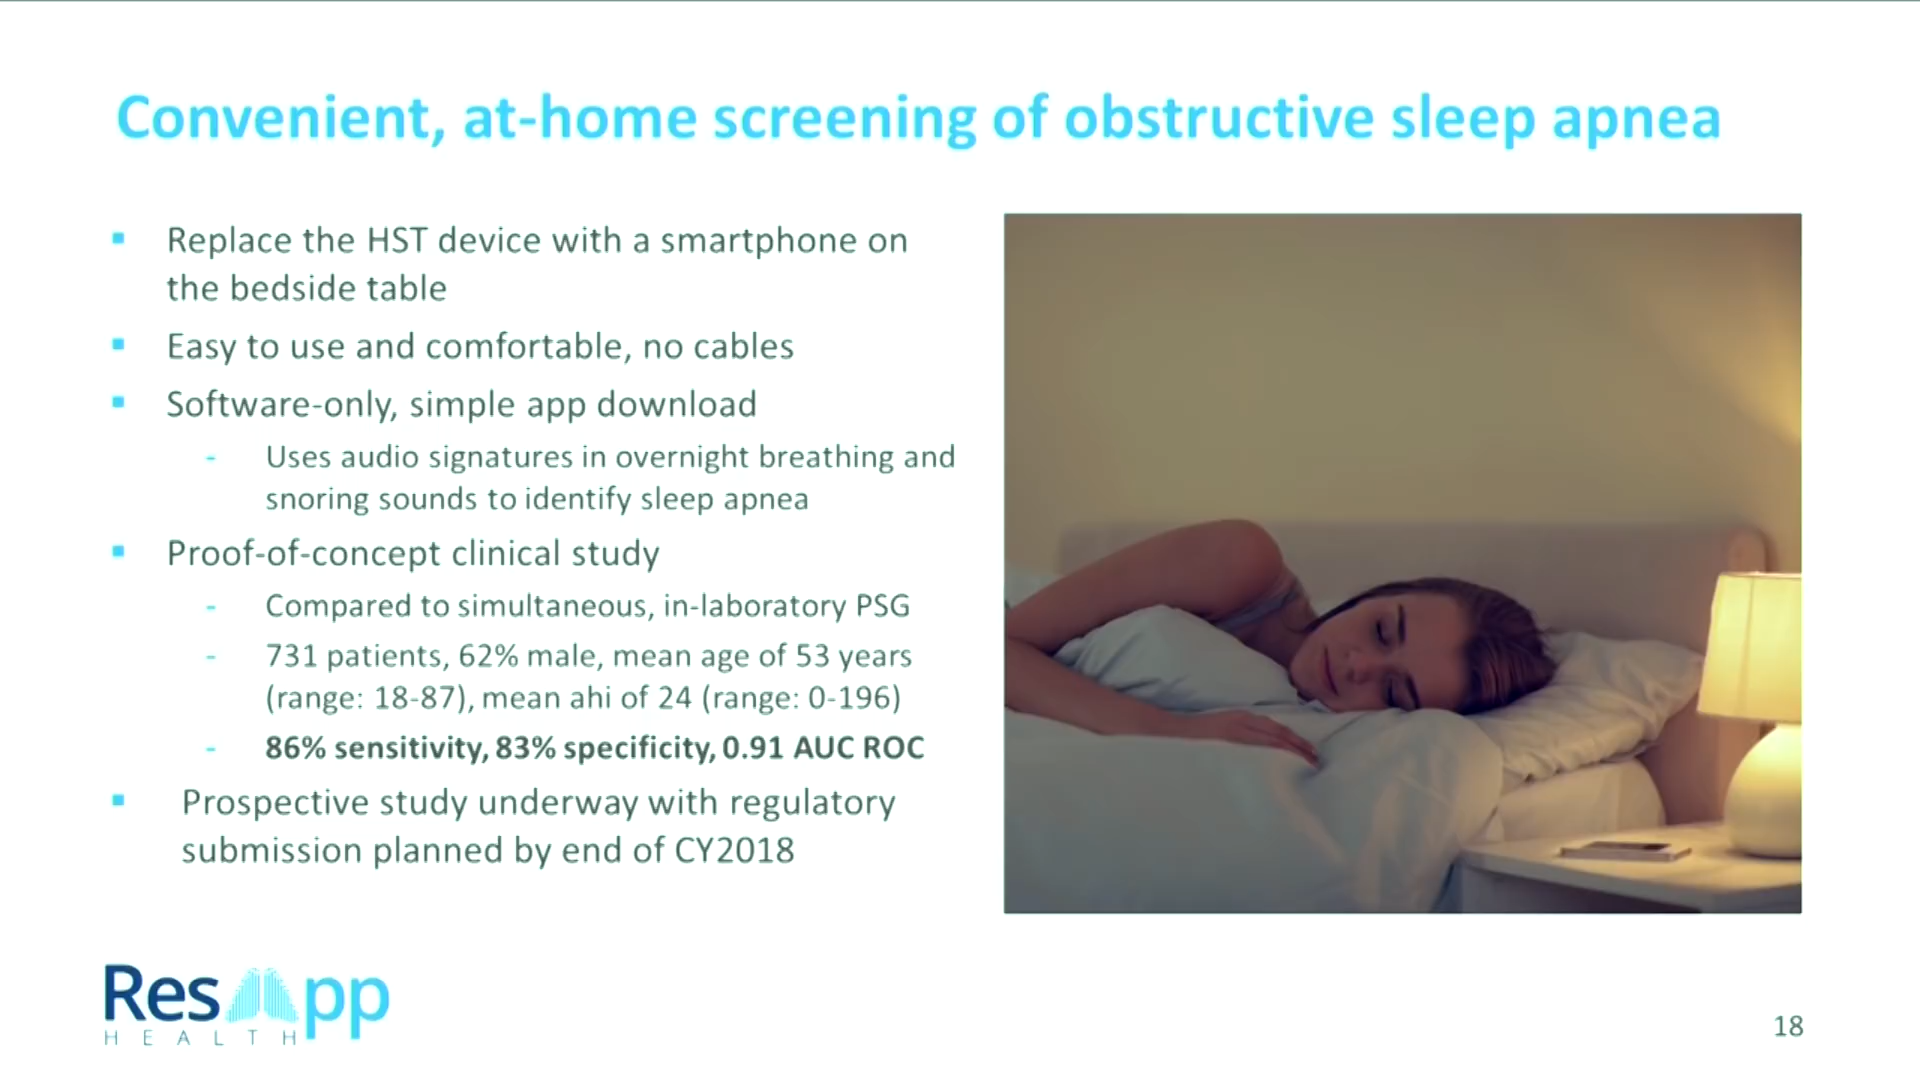 Convenient, at-home screening of obstructive sleep apnea
▪ Replace the HST device with a smartphone on
the bedside table
▪ Easy to use and comfortable, no cables
▪ Software-only, simple app download
- Uses audio signatures in overnight breathing and
snoring sounds to identify sleep apnea
▪ Proof-of-concept clinical study
- Compared to simultaneous, in-laboratory PSG
- 731 patients, 62% male, mean age of 53 years
(range: 18-87), mean ahi of 24 (range: 0-196)
- 86% sensitivity, 83% specificity, 0.91 AUC ROC
▪ Prospective study underway with regulatory
submission planned by end of CY2018
ResApp
HEALTH
18